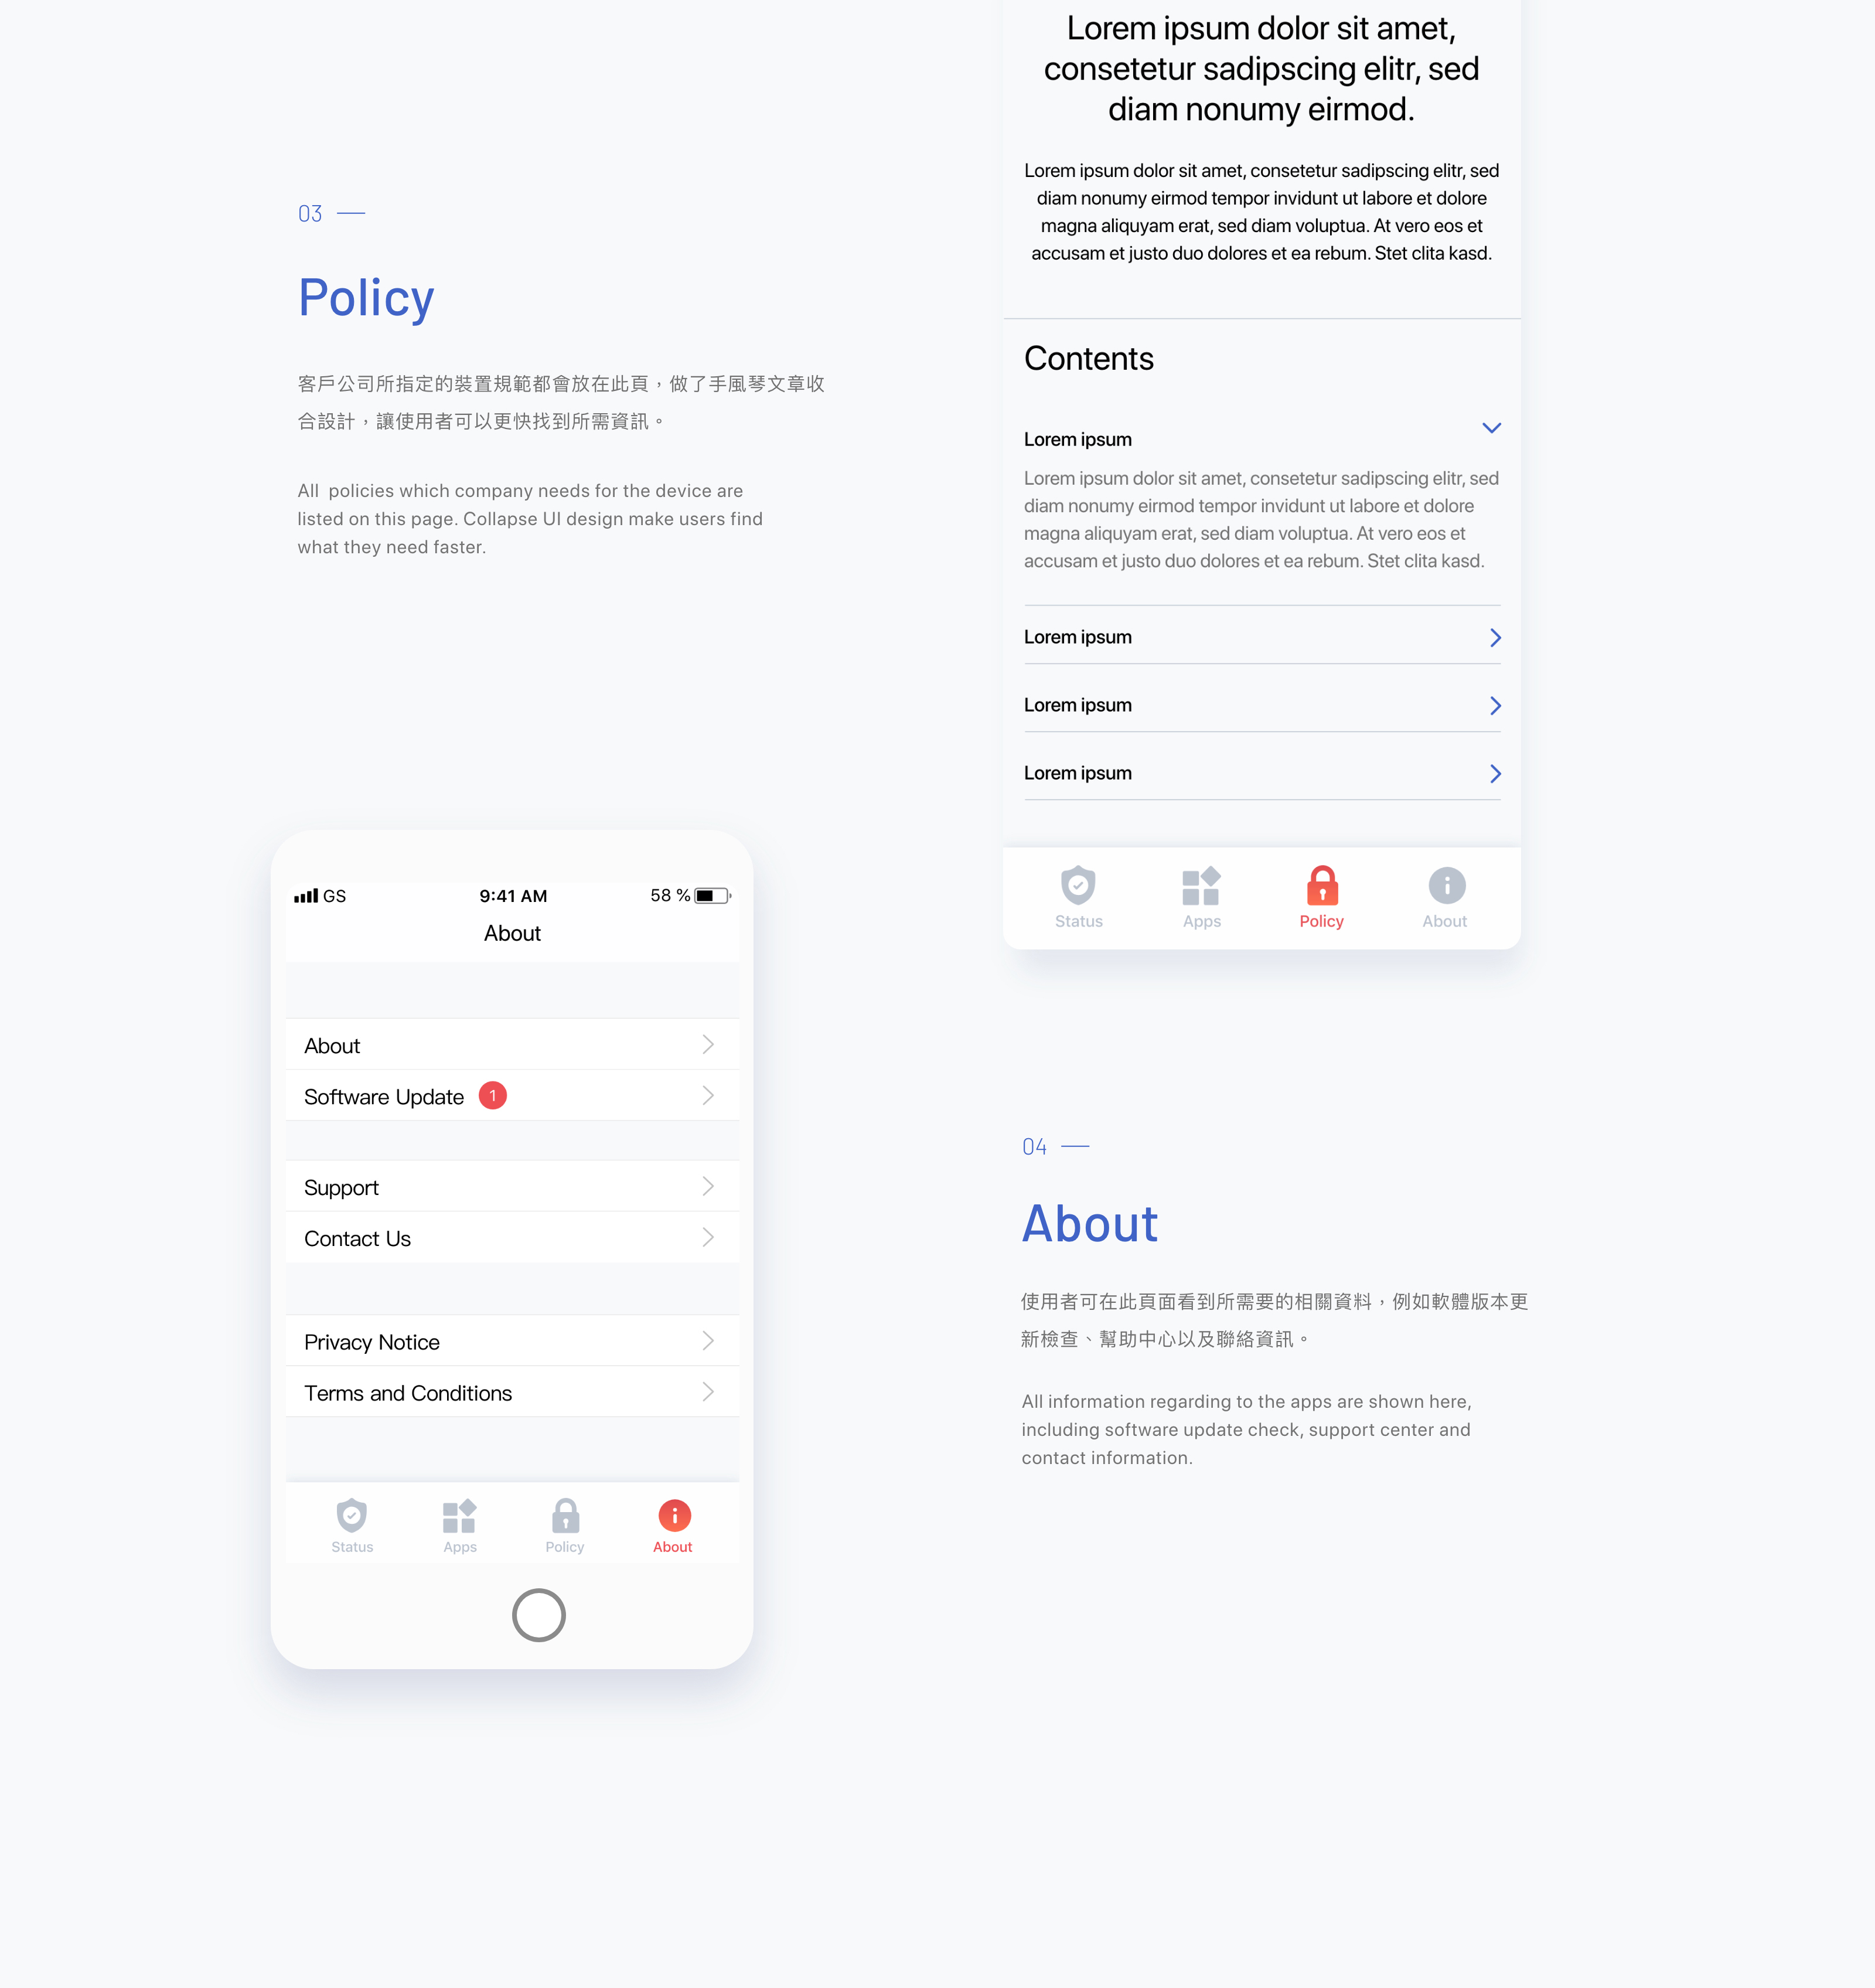 Lorem ipsum dolor sit amet,
consetetur sadipscing elitr, sed
diam nonumy eirmod.
Lorem ipsum dolor sit amet, consetetur sadipscing elitr, sed
diam nonumy eirmod tempor invidunt ut labore et dolore
magna aliquyam erat, sed diam voluptua. At vero eos et
accusam et justo duo dolores et ea rebum. Stet clita kasd.
Contents
Lorem ipsum
Lorem ipsum dolor sit amet, consetetur sadipscing elitr, sed
diam nonumy eirmod tempor invidunt ut labore et dolore
magna aliquyam erat, sed diam voluptua. At vero eos et
accusam et justo duo dolores et ea rebum. Stet clita kasd.
Lorem ipsum
Lorem ipsum
Lorem ipsum
Status Apps Policy About
03
Policy
客戶公司所指定的裝置規範都會放在此頁，做了手風琴文章收
合設計，讓使用者可以更快找到所需資訊。
All  policies which company needs for the device are
listed on this page. Collapse UI design make users find
what they need faster.
GS 9:41 AM 58 %
About
About
Software Update 1
Support
Contact Us
Privacy Notice
Terms and Conditions
Status Apps Policy About
04
About
使用者可在此頁面看到所需要的相關資料，例如軟體版本更
新檢查、幫助中心以及聯絡資訊。
All information regarding to the apps are shown here,
including software update check, support center and
contact information.